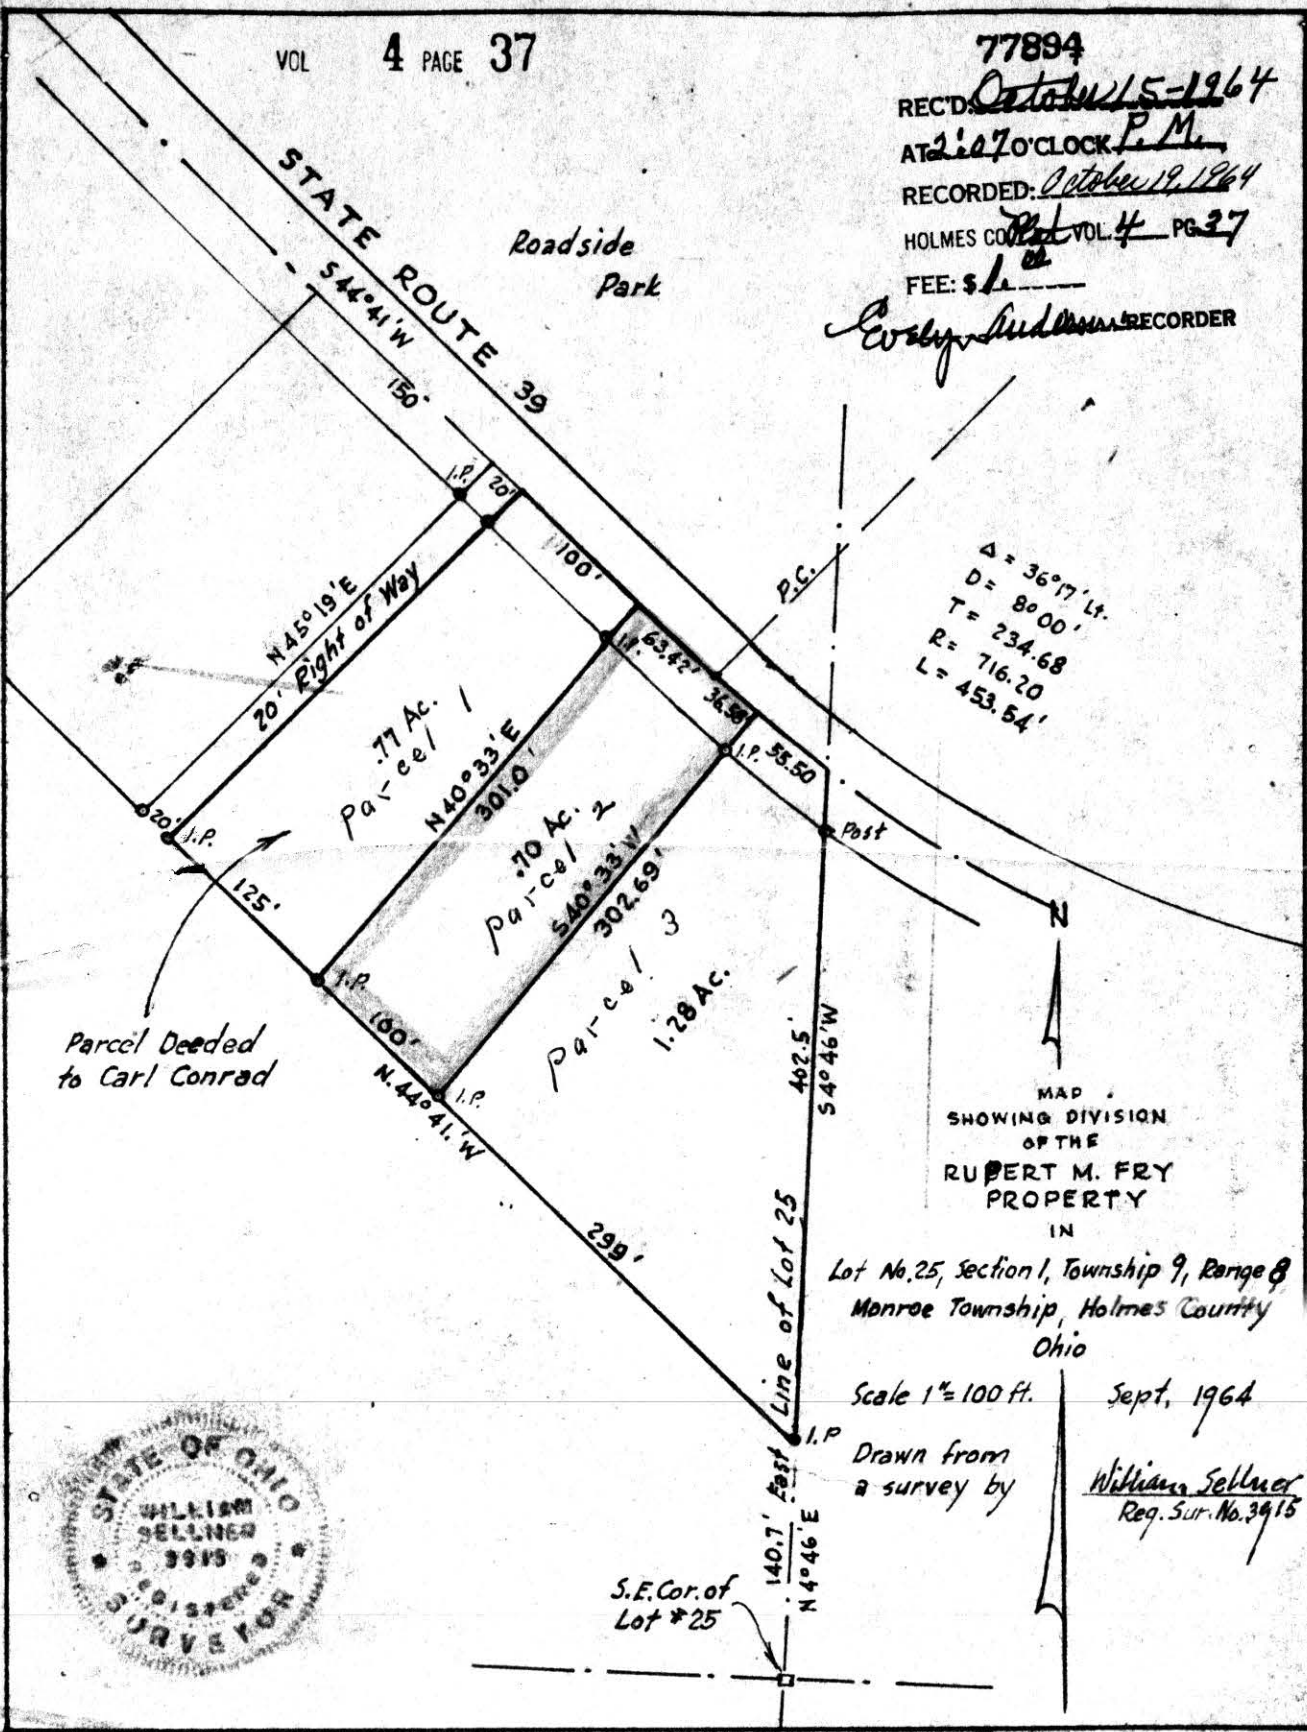 VOL 4 PAGE 37
77894
REC'D: October 15-1964
AT 2:07 O'CLOCK P. M.
RECORDED: October 19, 1964
HOLMES CO. Plat VOL. 4 PG. 37
FEE: $ 1.00
Evelyn RECORDER
Roadside
Park
STATE ROUTE 39
S44°41'W
150'
I.P.
20'
100'
I.P.
63.42'
36.58'
P.C.
Δ = 36°17' Lt.
D = 8°00'
T = 234.68
R = 716.20
L = 453.54'
I.P.
55.50
Post
N45°19'E
20' Right of Way
.77 Ac.
Parcel 1
N40°33'E
301.0'
.70 Ac.
Parcel 2
S40°33'W
302.69'
Parcel 3
1.28 Ac.
20'
I.P.
125'
I.P.
100'
I.P.
N.44°41.'W
299'
Parcel Deeded
to Carl Conrad
402.5'
S4°46'W
East Line of Lot 25
I.P
140.7'
N4°46'E
S.E. Cor. of
Lot #25
N
MAP
SHOWING DIVISION
OF THE
RUPERT M. FRY
PROPERTY
IN
Lot No. 25, Section 1, Township 9, Range 8
Monroe Township, Holmes County
Ohio
Scale 1"= 100 ft.
Sept, 1964
Drawn from
a survey by
William Sellner
Reg. Sur. No. 3915
STATE OF OHIO
WILLIAM
SELLNER
3915
REGISTERED
SURVEYOR